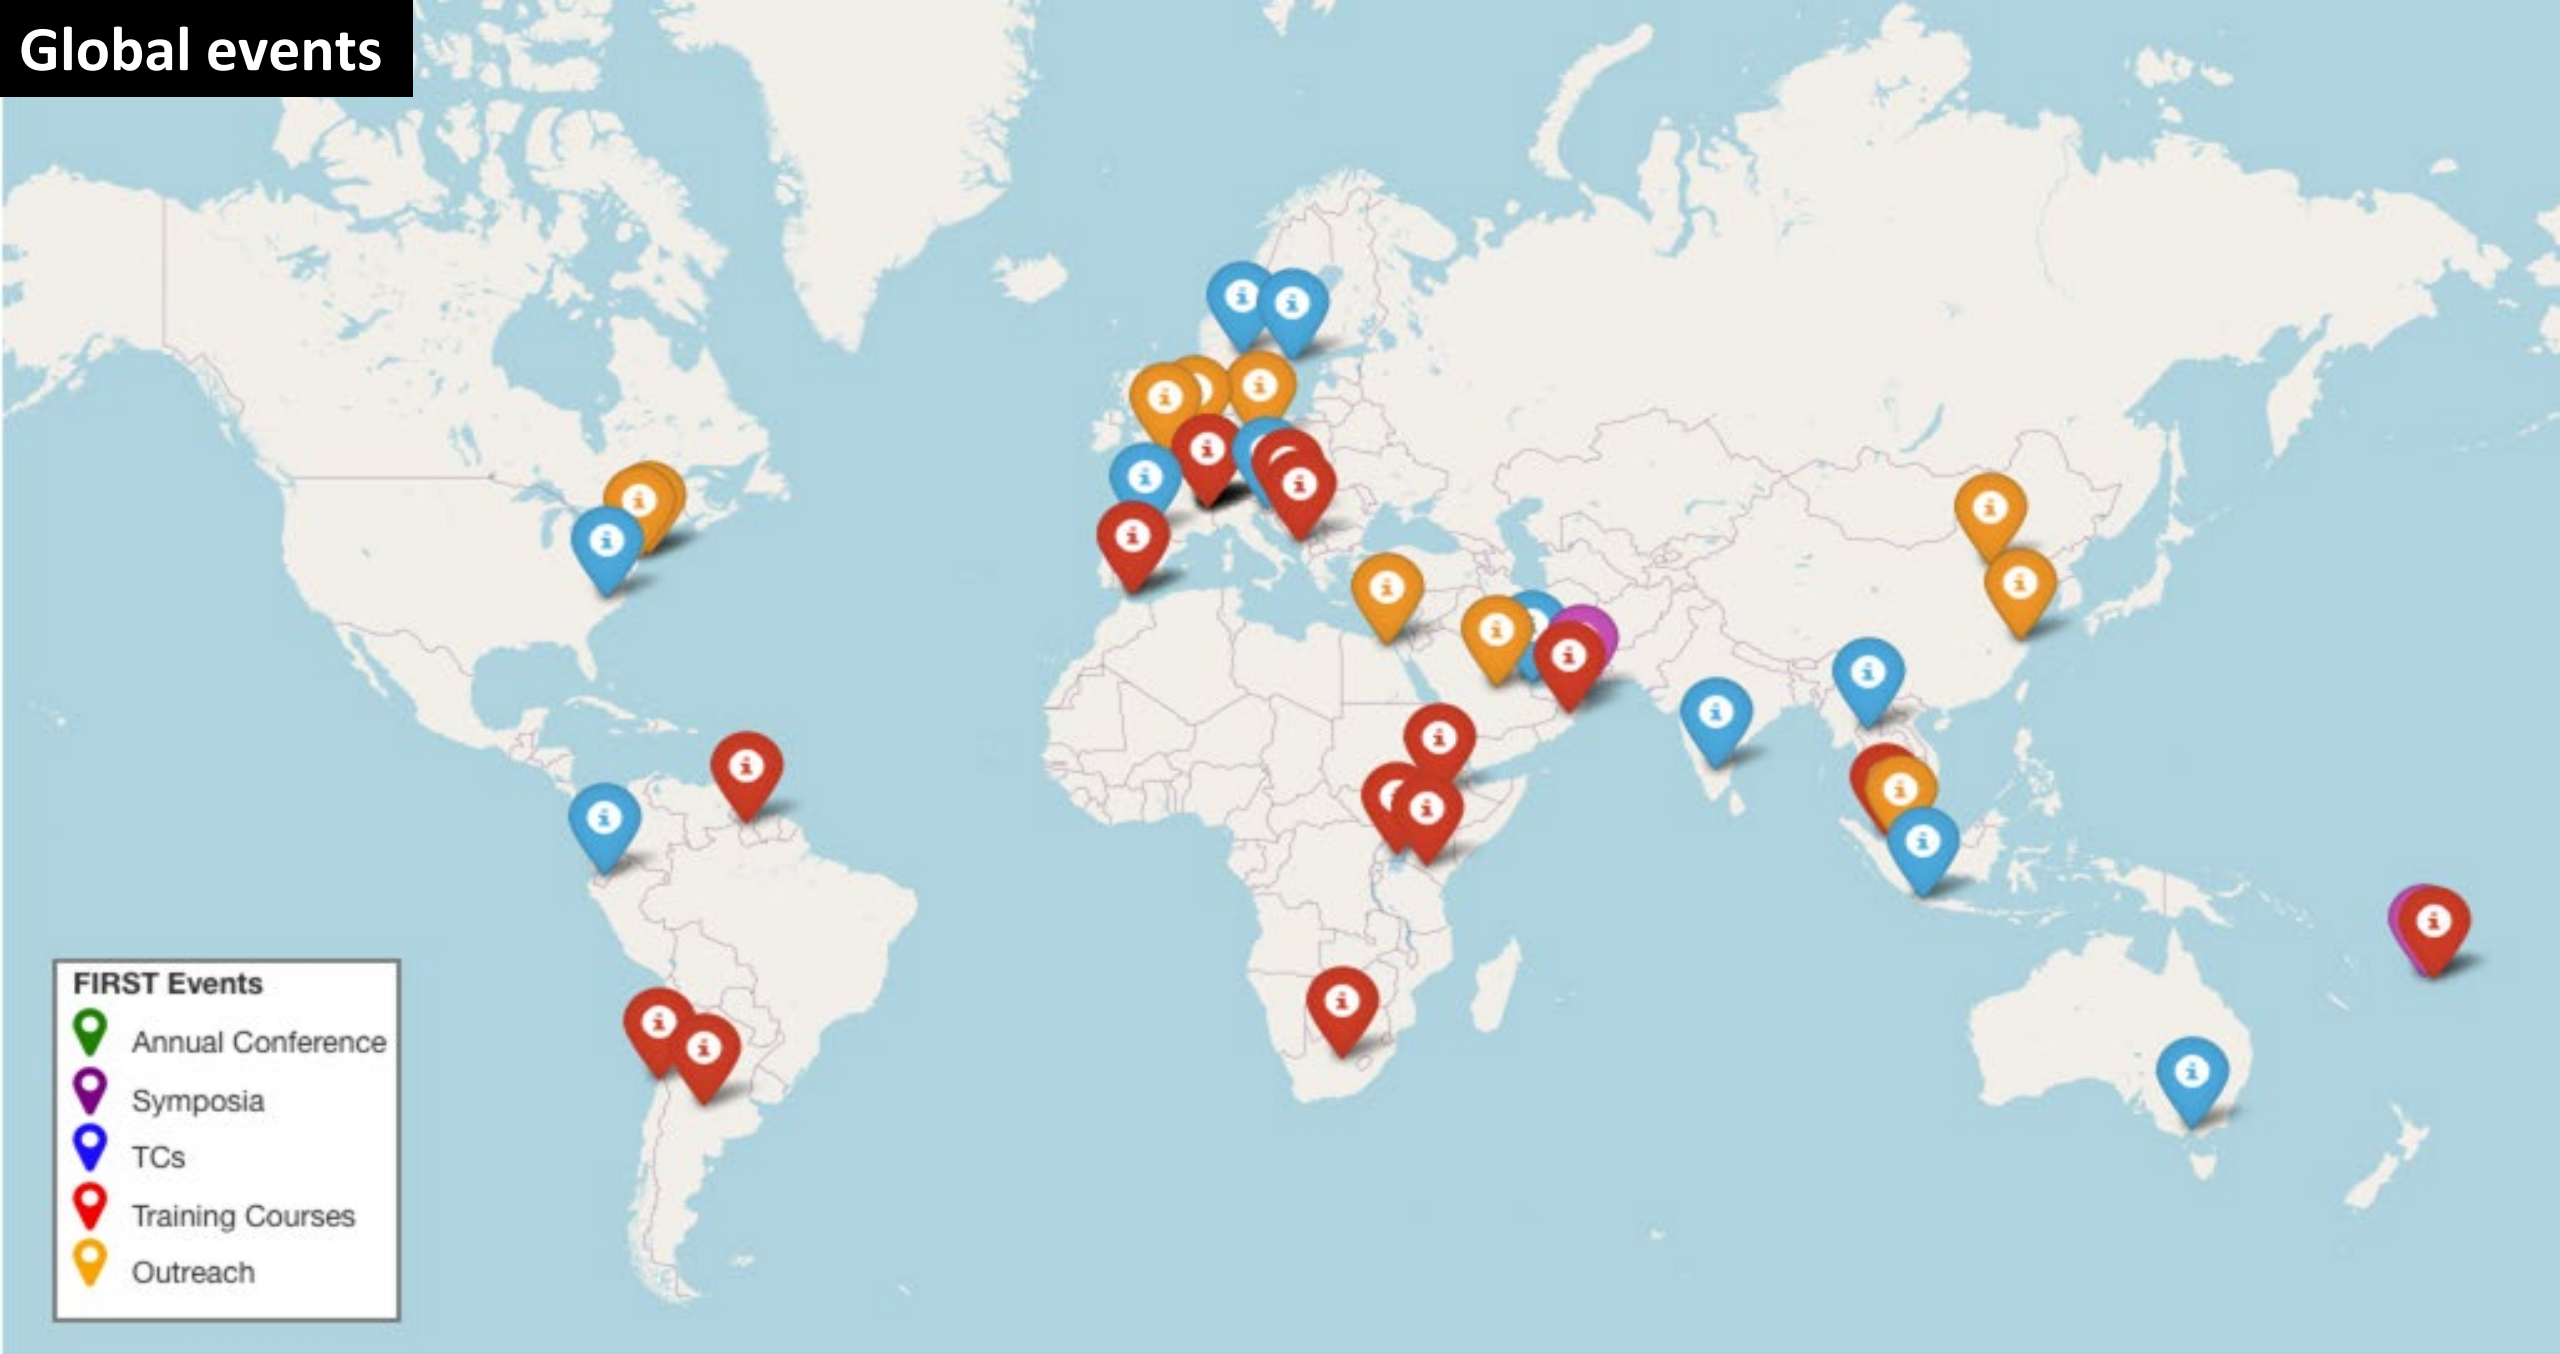 Global events
FIRST Events
Annual Conference
Symposia
TCs
Training Courses
Outreach